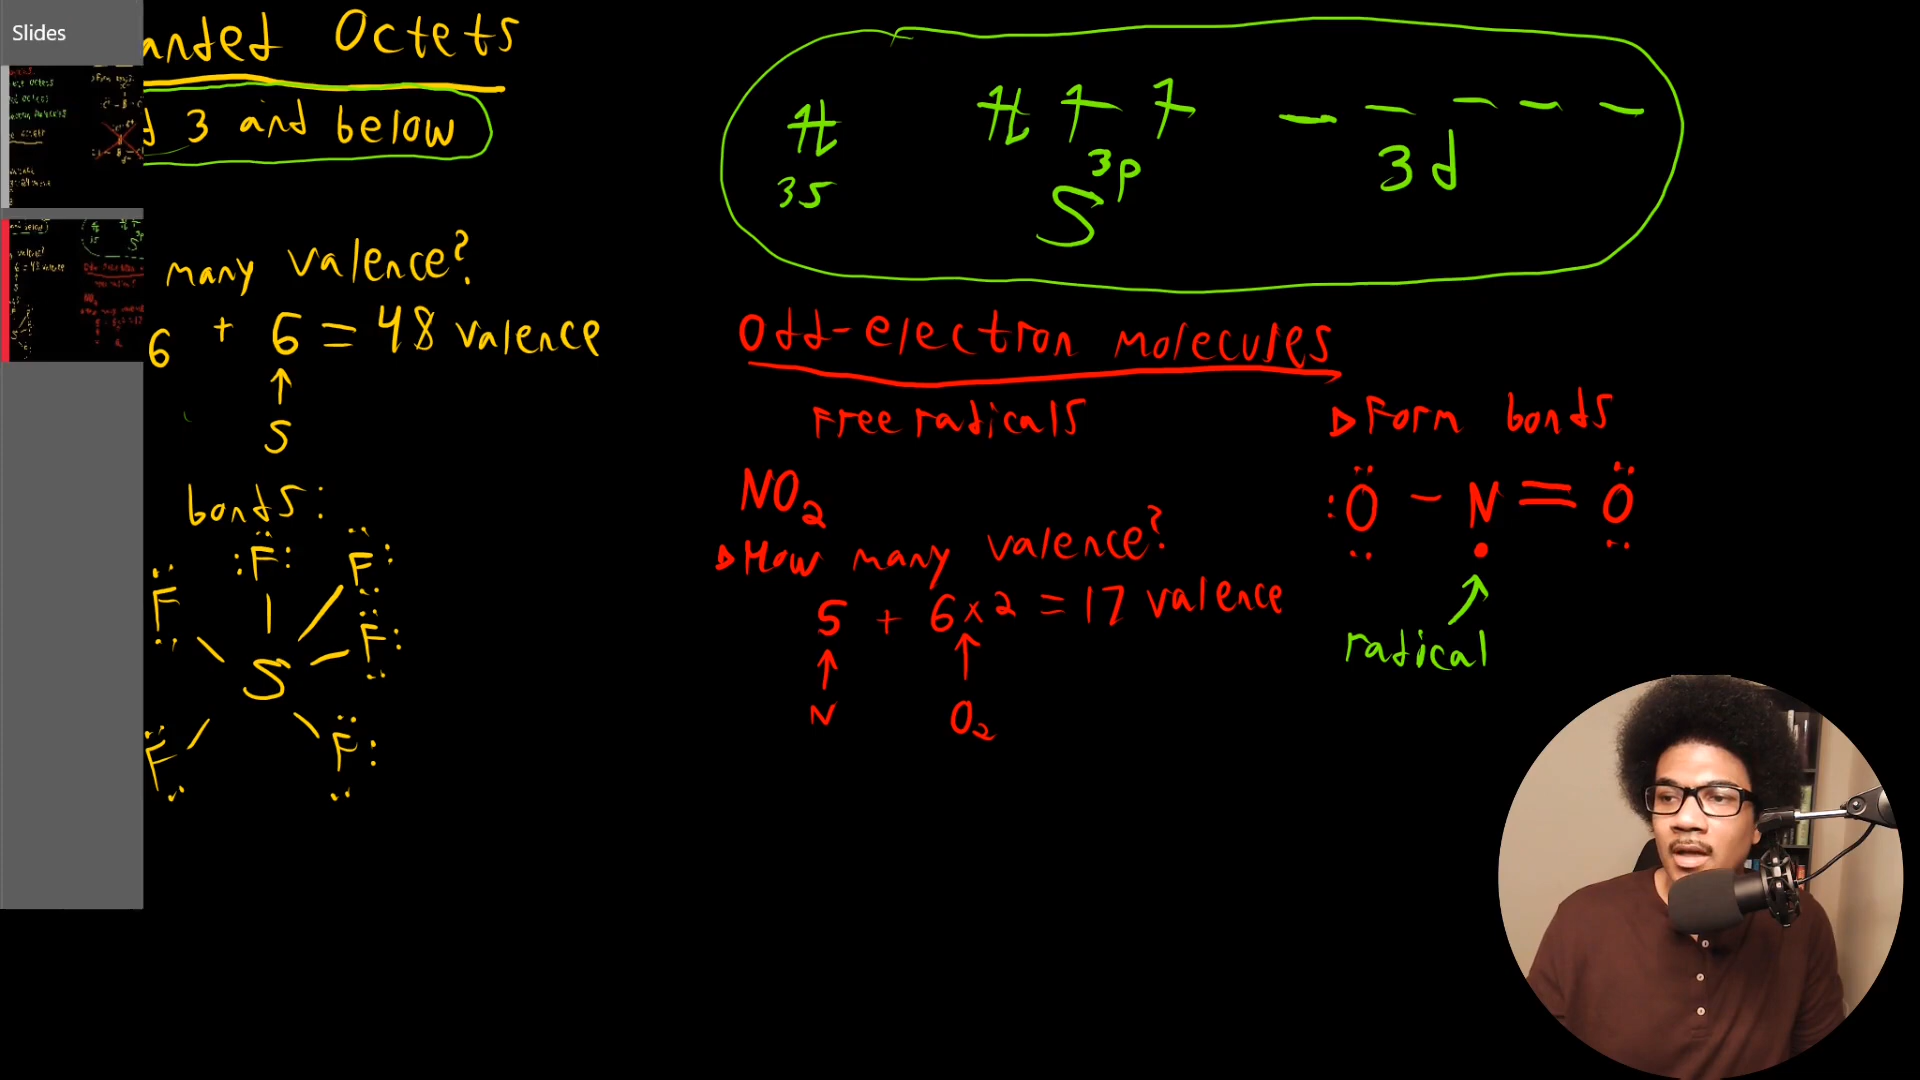 Slides
anded Octets
d 3 and below
many valence?
6 + 6 = 48 valence
S
bonds:
F F F F
S
F F
3s 3p 3d
S
Odd-electron molecules
Free radicals
NO2
How many valence?
5 + 6x2 = 17 valence
N O2
Form bonds
O - N = O
radical